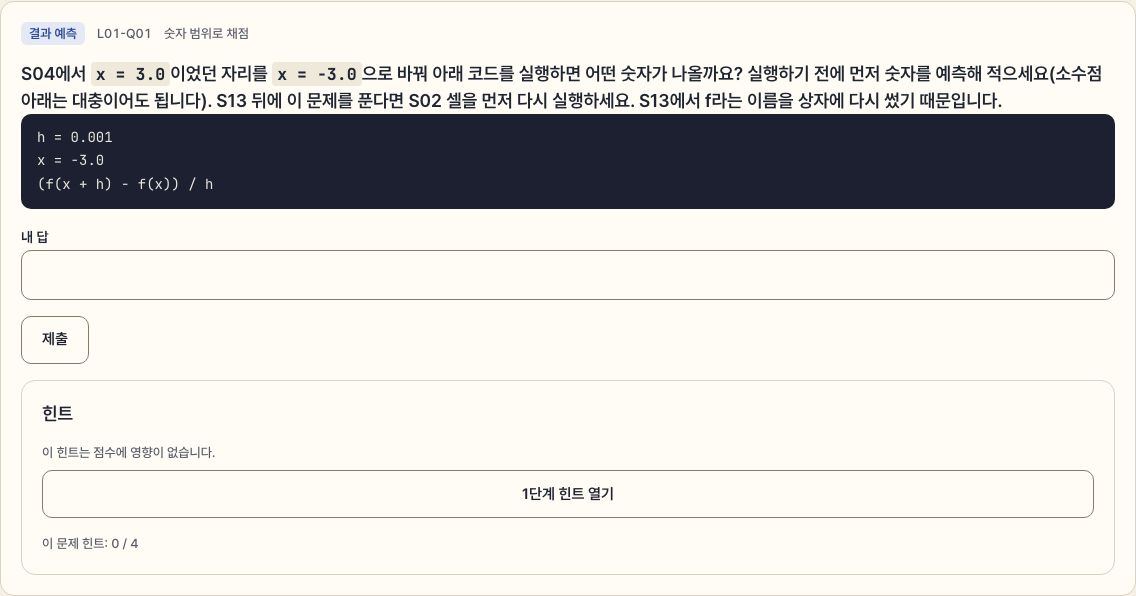 결과 예측 L01-Q01 숫자 범위로 채점
S04에서 x = 3.0 이었던 자리를 x = -3.0 으로 바꿔 아래 코드를 실행하면 어떤 숫자가 나올까요? 실행하기 전에 먼저 숫자를 예측해 적으세요(소수점
아래는 대충이어도 됩니다). S13 뒤에 이 문제를 푼다면 S02 셀을 먼저 다시 실행하세요. S13에서 f라는 이름을 상자에 다시 썼기 때문입니다.
h = 0.001
x = -3.0
(f(x + h) - f(x)) / h
내 답
제출
힌트
이 힌트는 점수에 영향이 없습니다.
1단계 힌트 열기
이 문제 힌트: 0 / 4